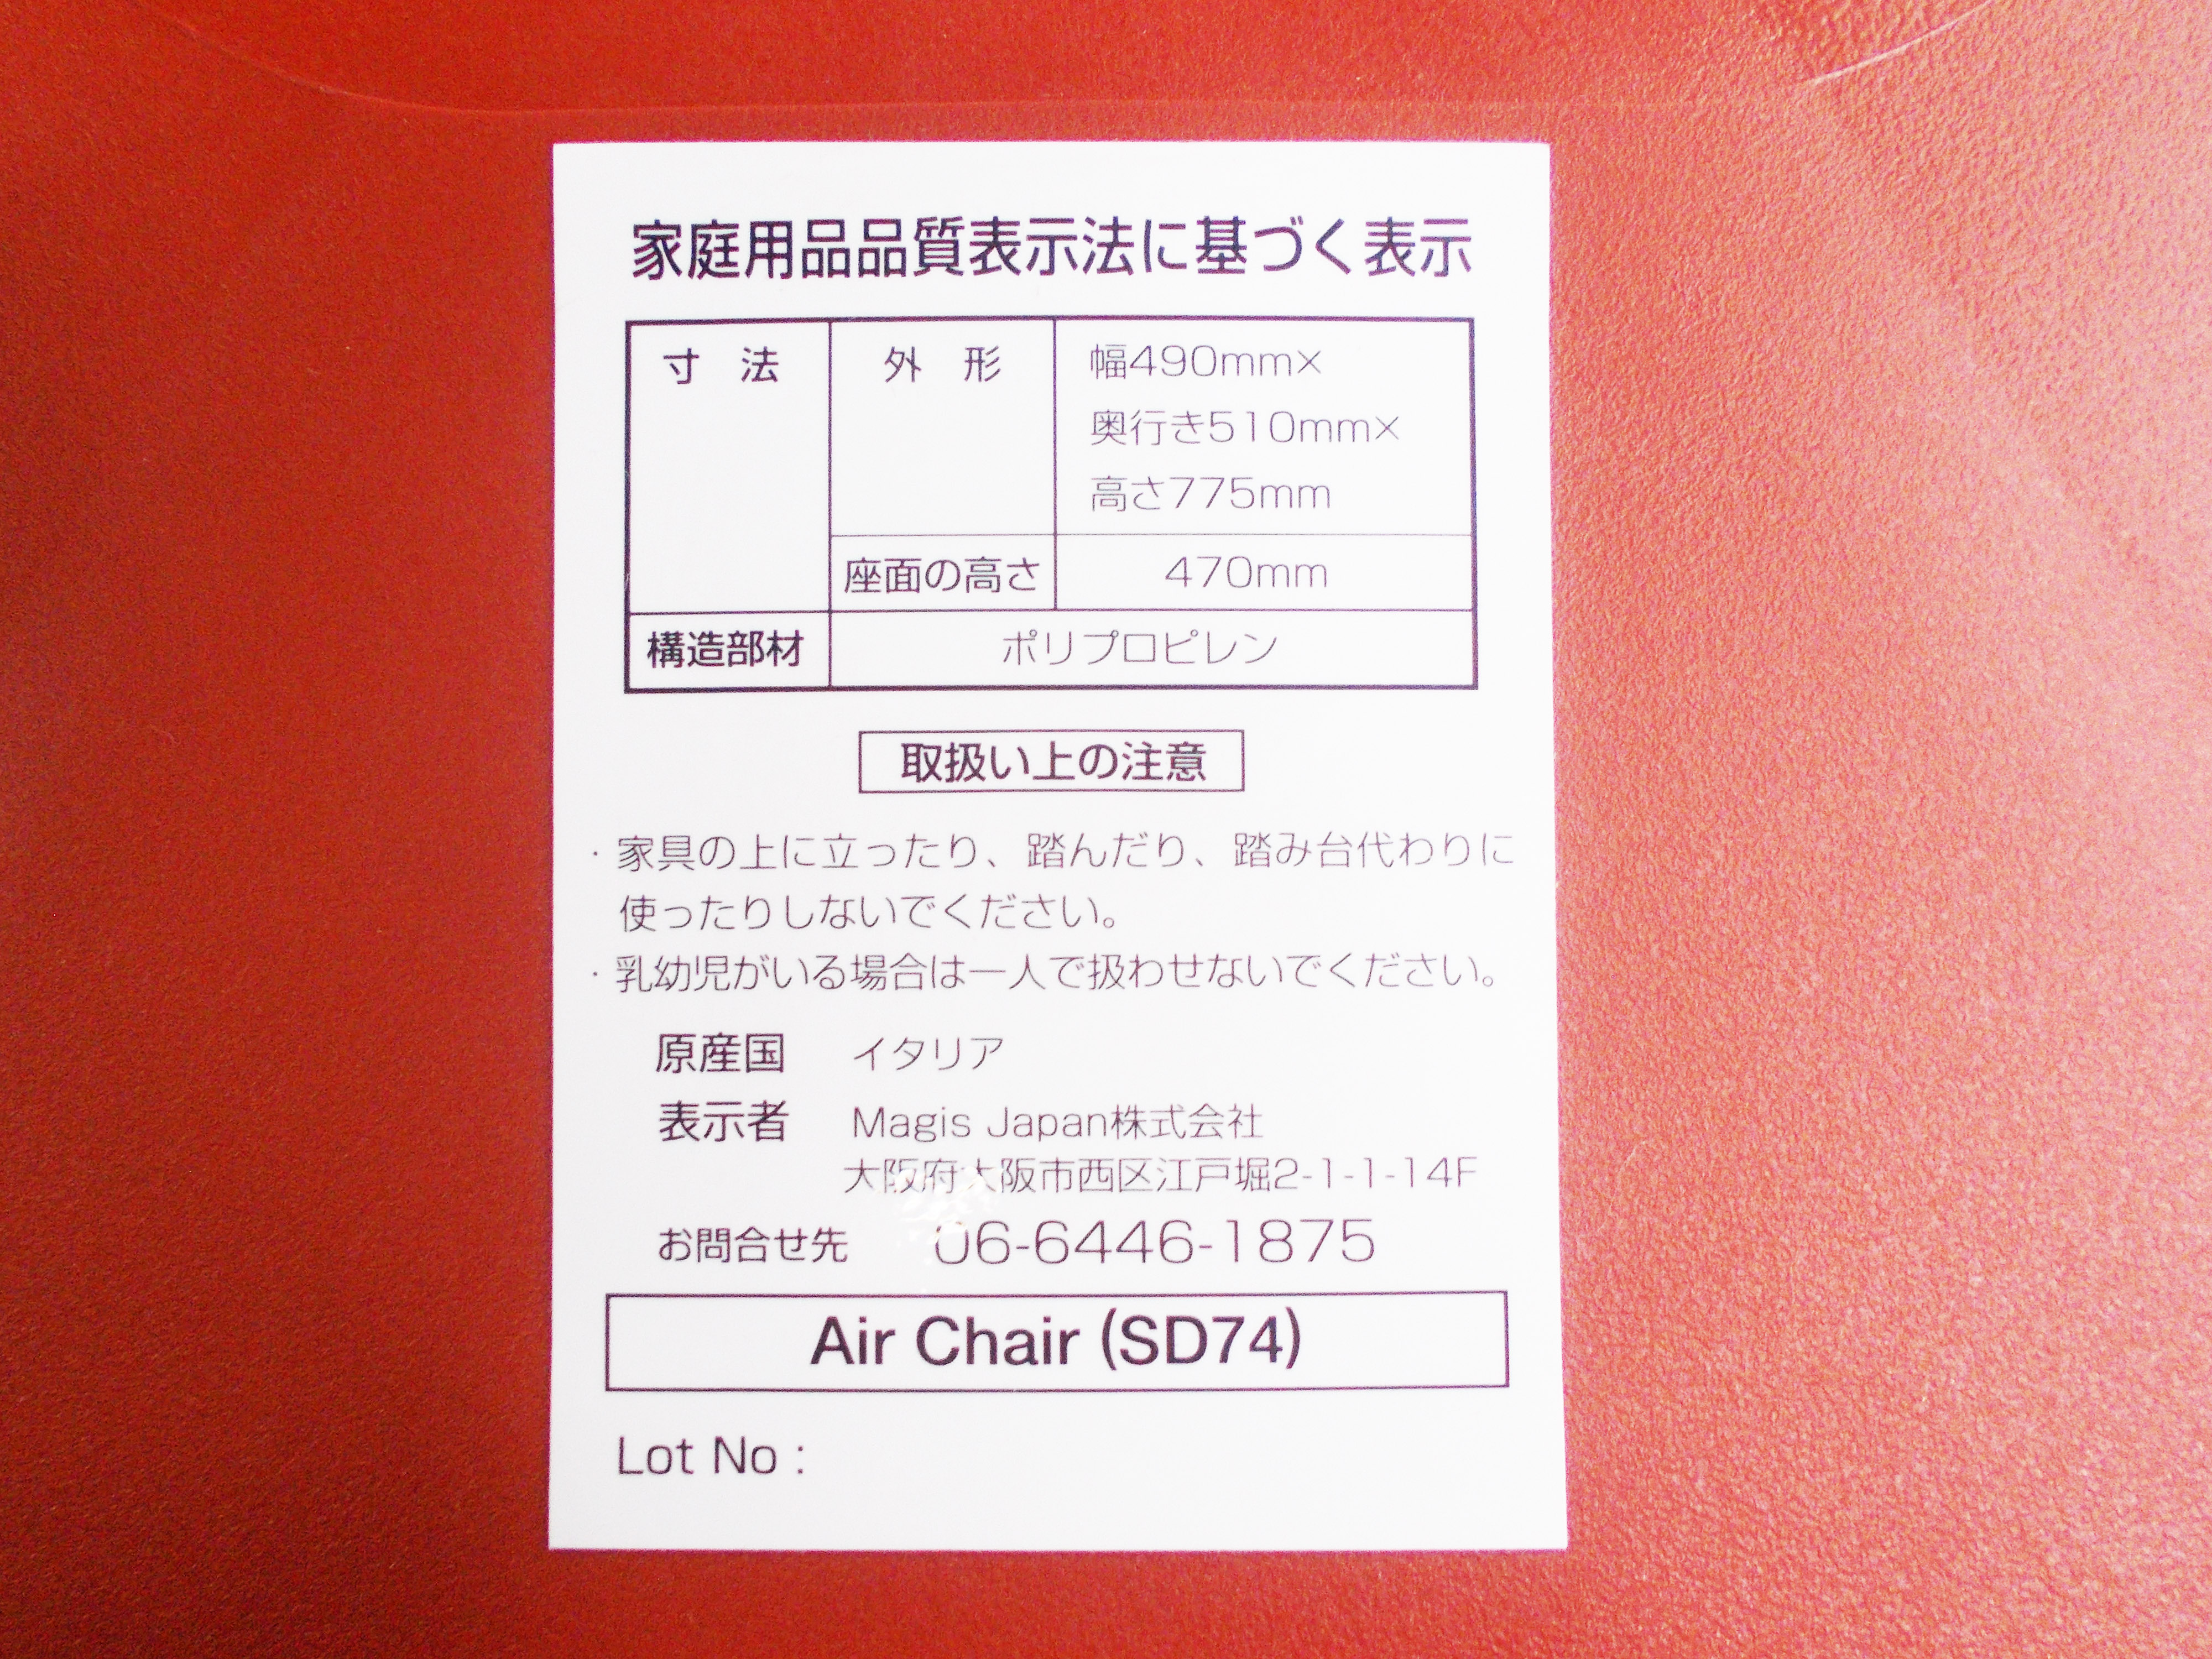 家庭用品品質表示法に基づく表示
寸 法 外 形 幅490mm×
奥行き510mm×
高さ775mm
座面の高さ 470mm
構造部材 ポリプロピレン
取扱い上の注意
・家具の上に立ったり、踏んだり、踏み台代わりに
使ったりしないでください。
・乳幼児がいる場合は一人で扱わせないでください。
原産国 イタリア
表示者 Magis Japan株式会社
大阪府大阪市西区江戸堀2-1-1-14F
お問合せ先 06-6446-1875
Air Chair (SD74)
Lot No :